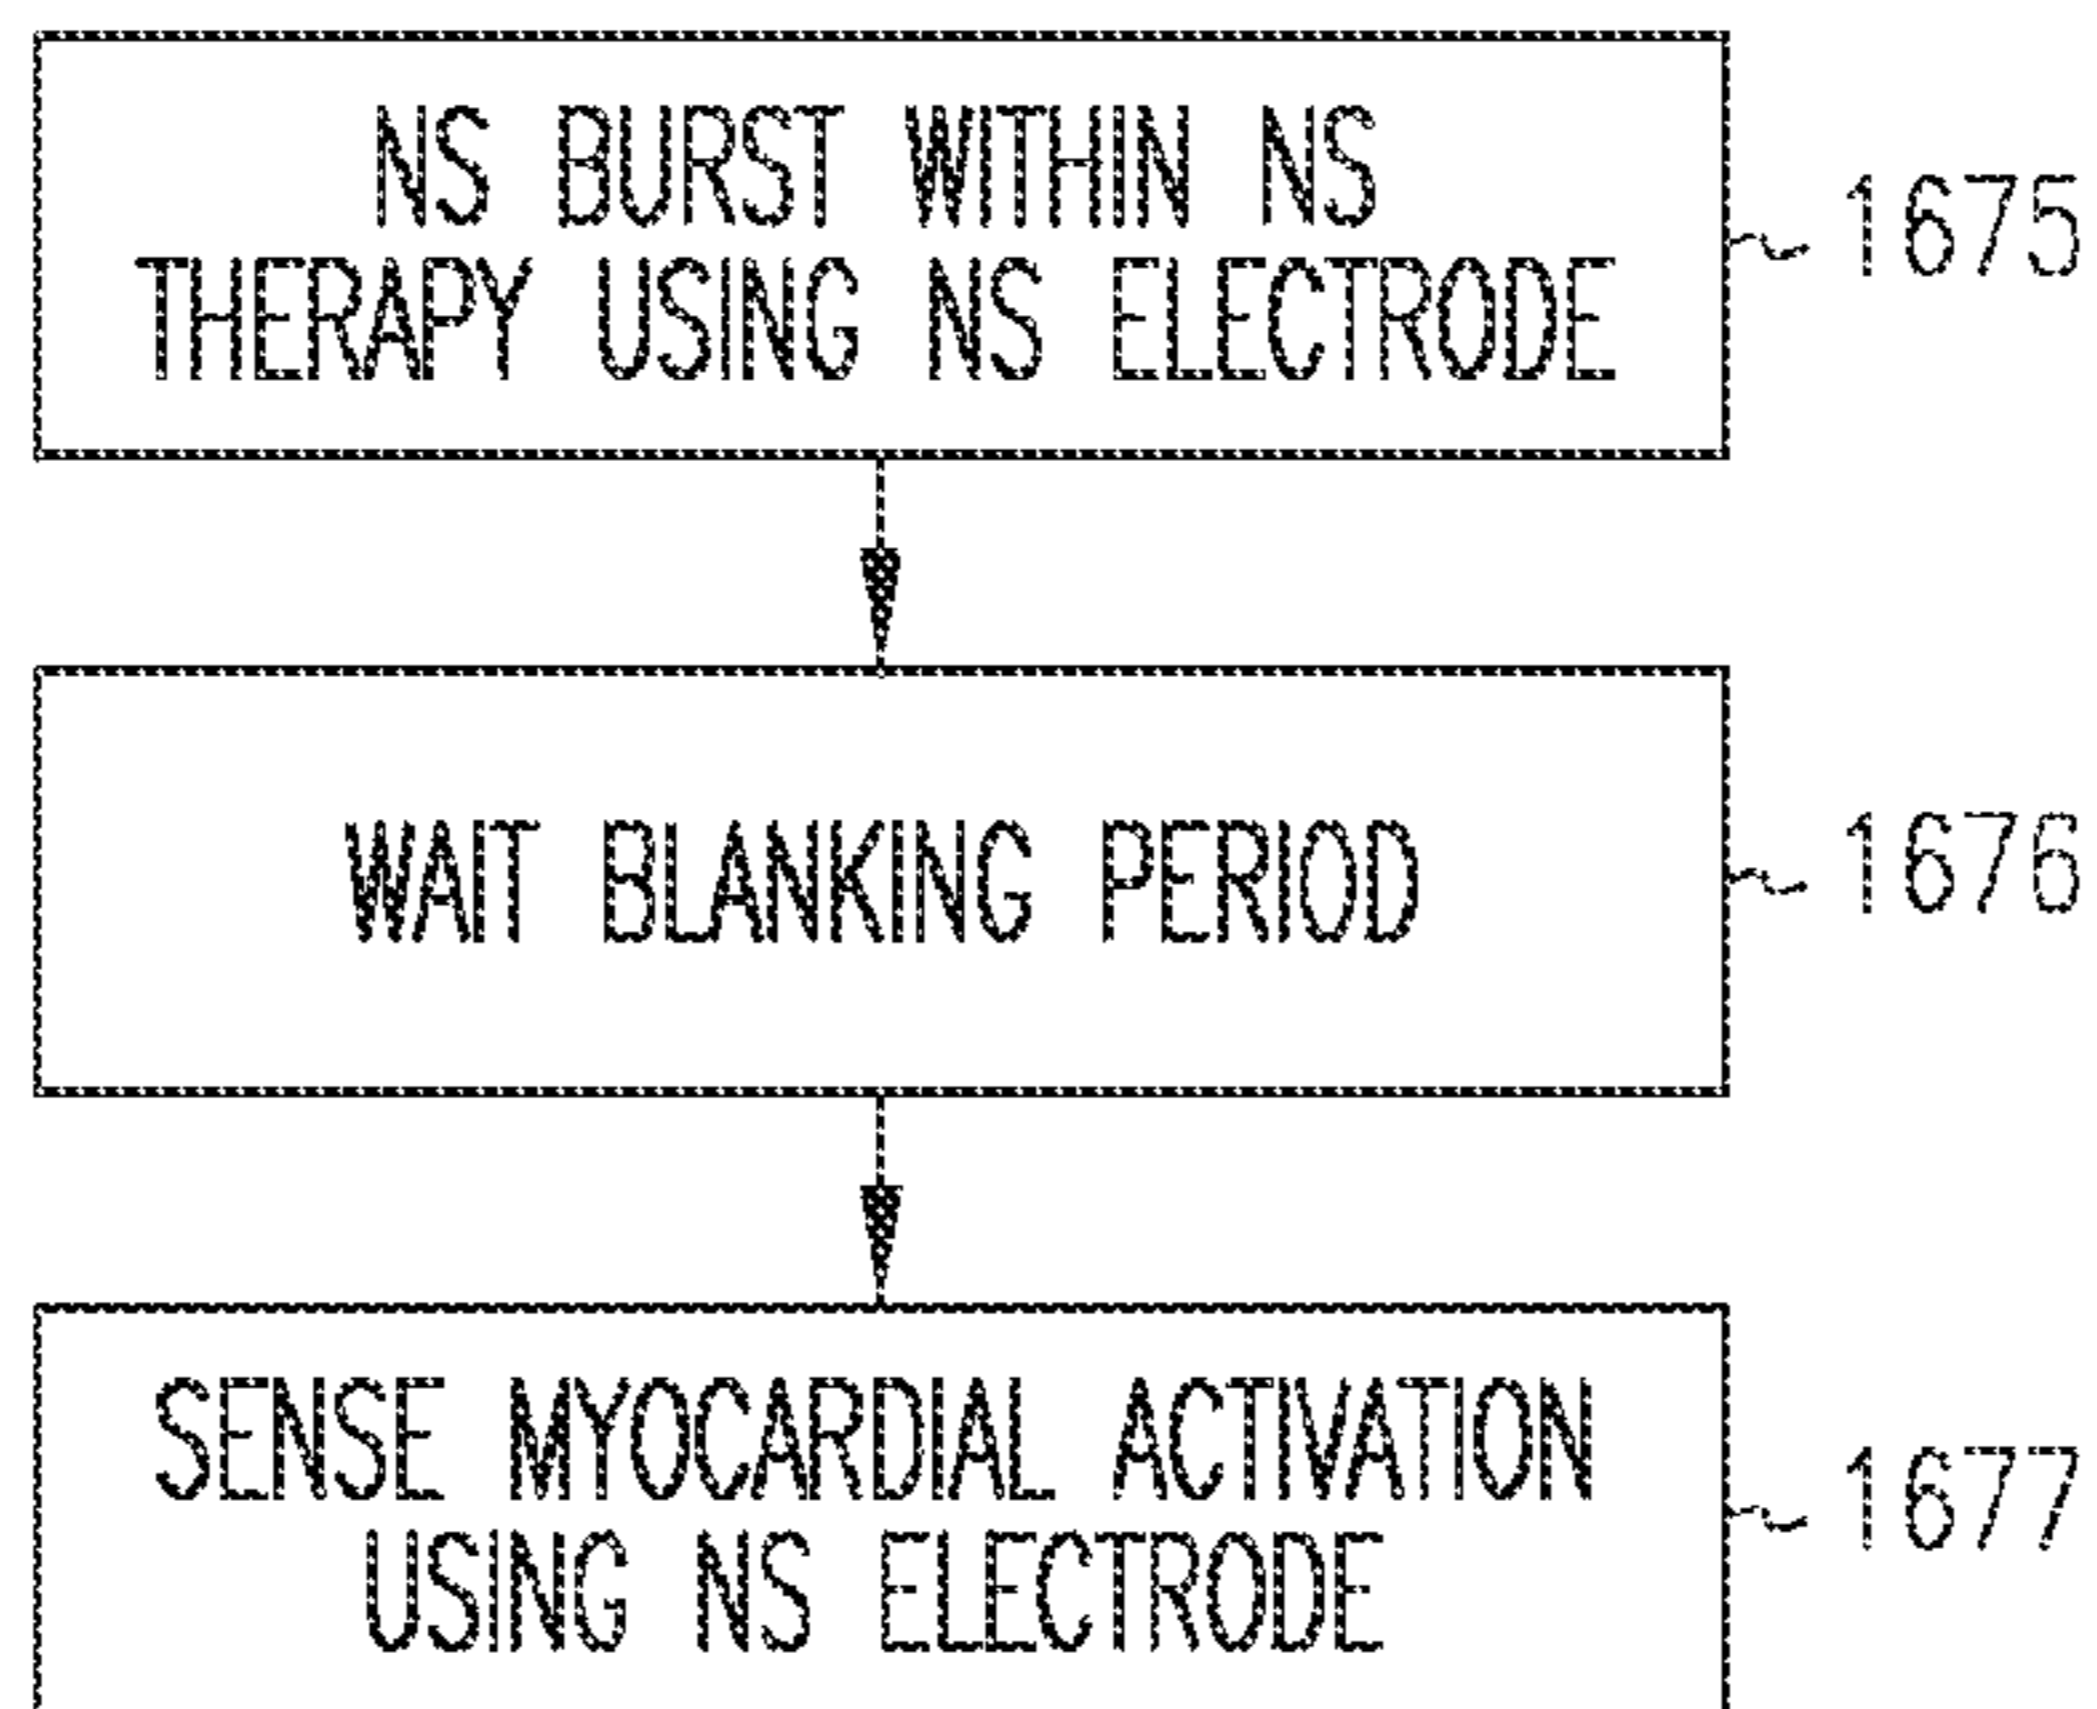 NS BURST WITHIN NS
THERAPY USING NS ELECTRODE
1675
WAIT BLANKING PERIOD
1676
SENSE MYOCARDIAL ACTIVATION
USING NS ELECTRODE
1677